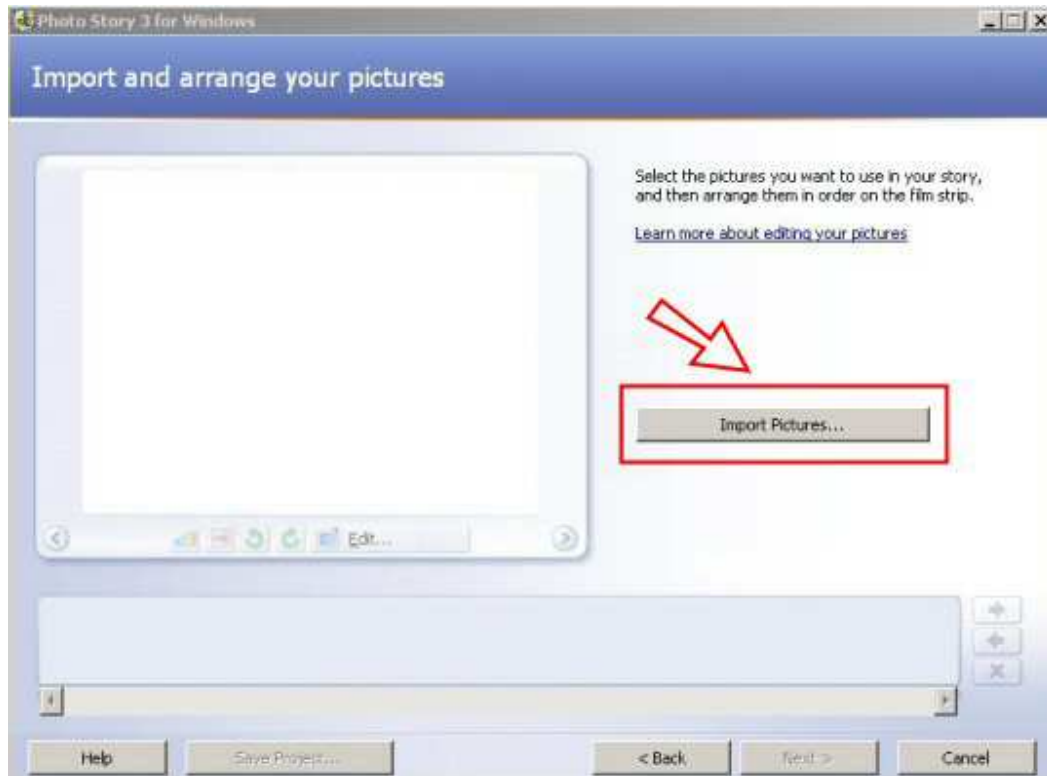 Photo Story 3 for Windows
Import and arrange your pictures
Select the pictures you want to use in your story,
and then arrange them in order on the film strip.
Learn more about editing your pictures
Import Pictures...
Edit...
Help
Save Project...
< Back
Next >
Cancel